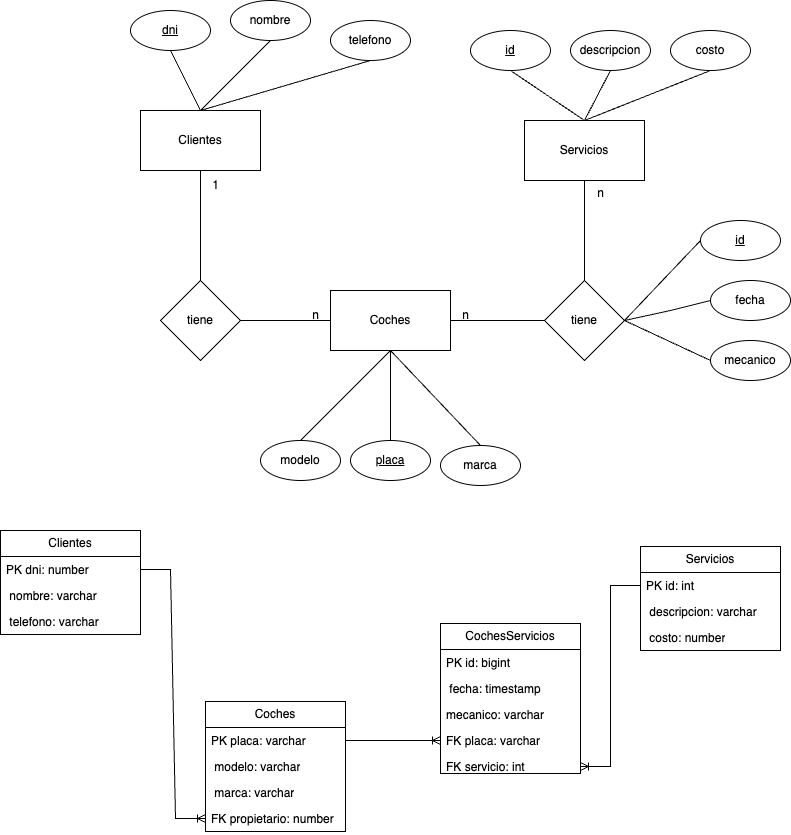 dni
nombre
telefono
id
descripcion
costo
Clientes
Servicios
1
n
id
tiene
n
Coches
n
tiene
fecha
mecanico
modelo
placa
marca
Clientes
PK dni: number
nombre: varchar
telefono: varchar
Servicios
PK id: int
descripcion: varchar
costo: number
CochesServicios
PK id: bigint
fecha: timestamp
mecanico: varchar
FK placa: varchar
FK servicio: int
Coches
PK placa: varchar
modelo: varchar
marca: varchar
FK propietario: number